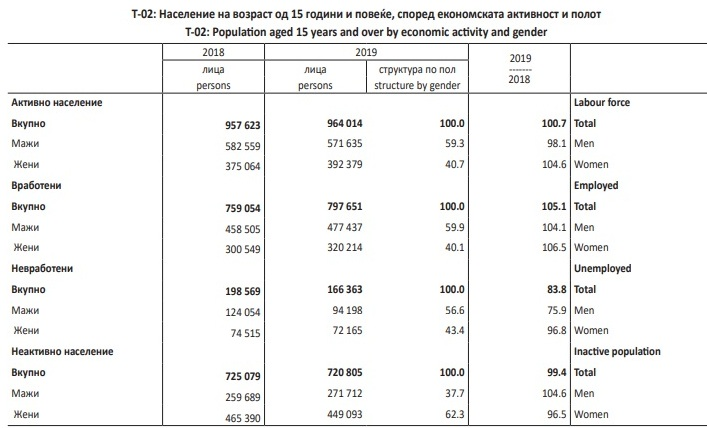 Т-02: Население на возраст од 15 години и повеќе, според економската активност и полот
T-02: Population aged 15 years and over by economic activity and gender
2018 2019 2019
------- 
2018
лица лица структура по пол
persons persons structure by gender
Активно население Labour force
Вкупно 957 623 964 014 100.0 100.7 Total
Мажи 582 559 571 635 59.3 98.1 Men
Жени 375 064 392 379 40.7 104.6 Women
Вработени Employed
Вкупно 759 054 797 651 100.0 105.1 Total
Мажи 458 505 477 437 59.9 104.1 Men
Жени 300 549 320 214 40.1 106.5 Women
Невработени Unemployed
Вкупно 198 569 166 363 100.0 83.8 Total
Мажи 124 054 94 198 56.6 75.9 Men
Жени 74 515 72 165 43.4 96.8 Women
Неактивно население Inactive population
Вкупно 725 079 720 805 100.0 99.4 Total
Мажи 259 689 271 712 37.7 104.6 Men
Жени 465 390 449 093 62.3 96.5 Women